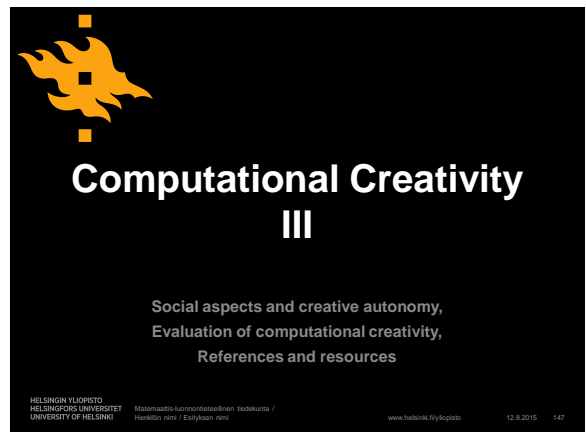 Computational Creativity
III
Social aspects and creative autonomy,
Evaluation of computational creativity,
References and resources
HELSINGIN YLIOPISTO
HELSINGFORS UNIVERSITET
UNIVERSITY OF HELSINKI
Matemaattis-luonnontieteellinen tiedekunta /
Henkilön nimi / Esityksen nimi
www.helsinki.fi/yliopisto
12.8.2015
147